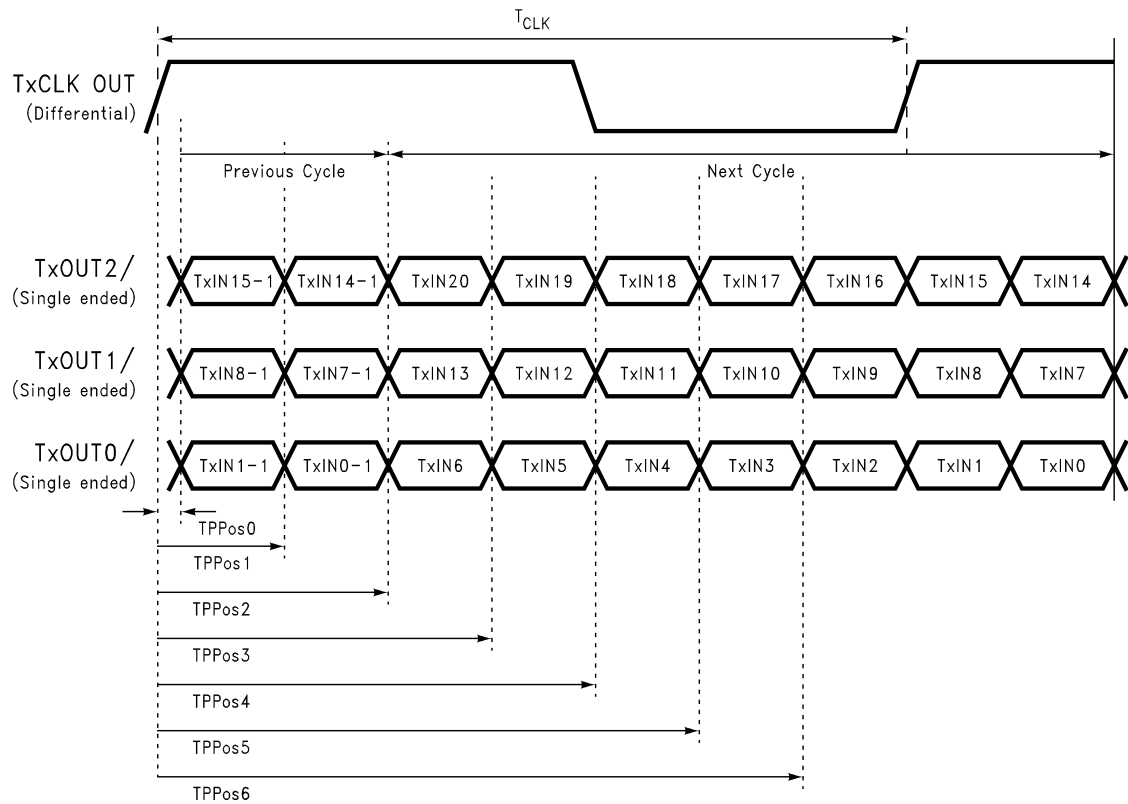 TCLK
TxCLK OUT
(Differential)
Previous Cycle
Next Cycle
TxOUT2/
(Single ended)
TxIN15-1 TxIN14-1 TxIN20 TxIN19 TxIN18 TxIN17 TxIN16 TxIN15 TxIN14
TxOUT1/
(Single ended)
TxIN8-1 TxIN7-1 TxIN13 TxIN12 TxIN11 TxIN10 TxIN9 TxIN8 TxIN7
TxOUT0/
(Single ended)
TxIN1-1 TxIN0-1 TxIN6 TxIN5 TxIN4 TxIN3 TxIN2 TxIN1 TxIN0
TPPos0
TPPos1
TPPos2
TPPos3
TPPos4
TPPos5
TPPos6